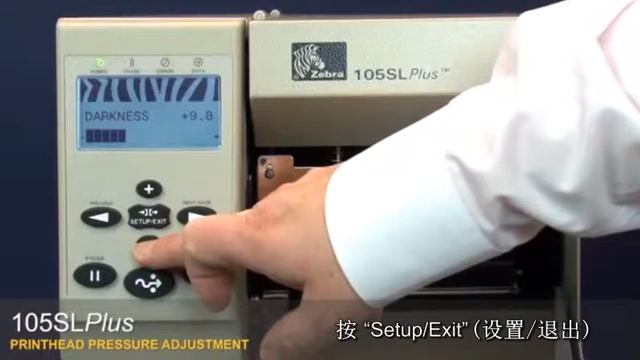 POWER PAUSE ERROR DATA
DARKNESS +9.0
- +
Zebra
105SLPlus™
+
PREVIOUS
SETUP/EXIT
NEXT/SAVE
PAUSE
105SLPlus
PRINTHEAD PRESSURE ADJUSTMENT
按 “Setup/Exit”（设置/退出）